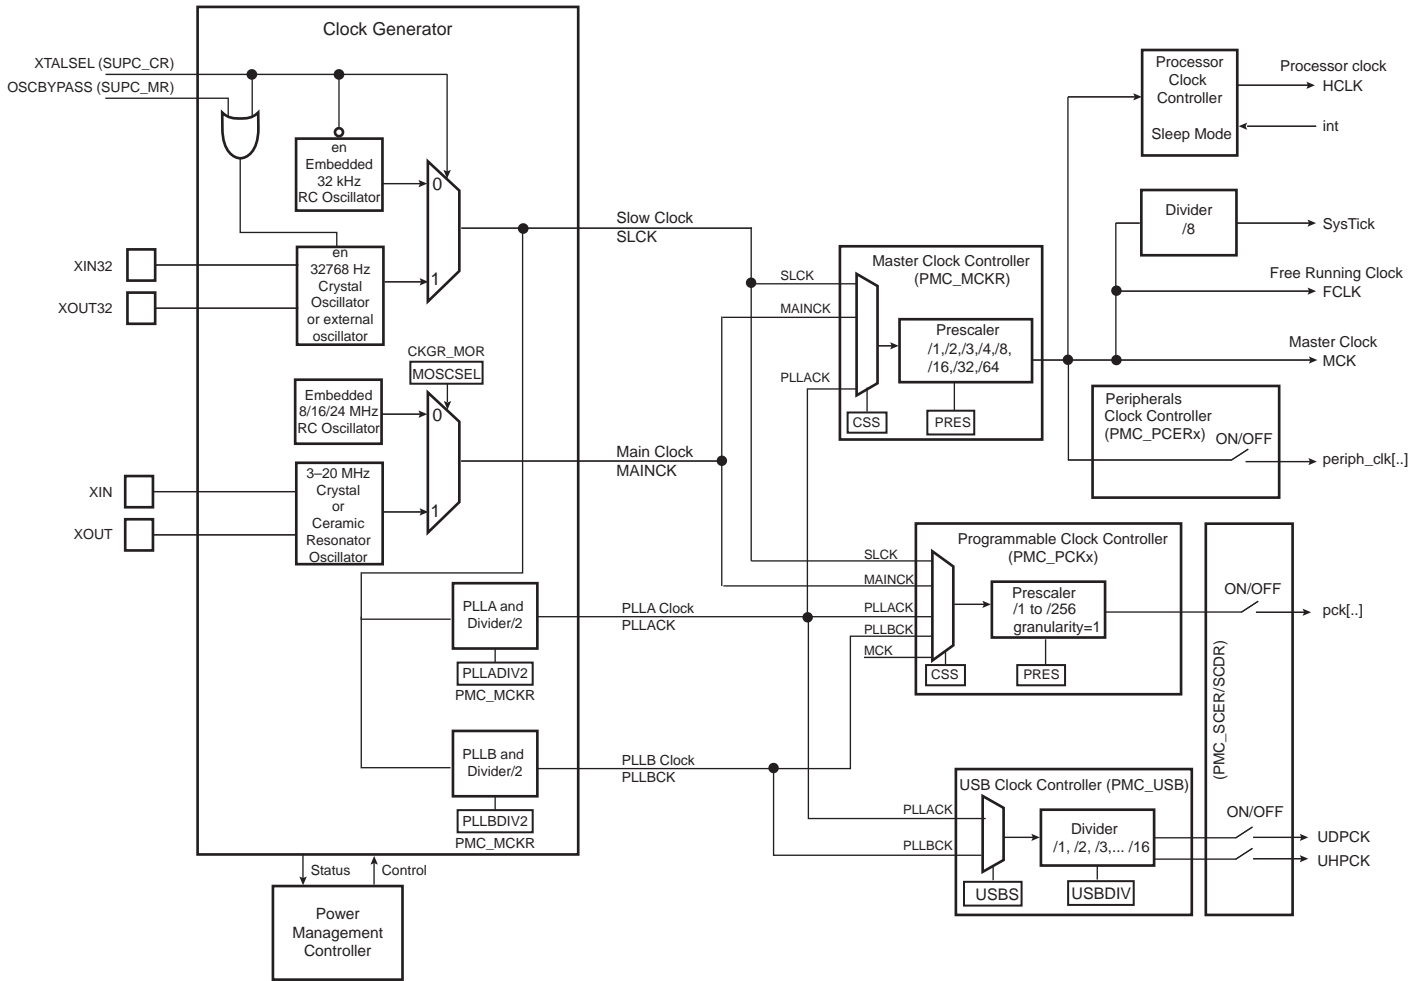 Clock Generator
XTALSEL (SUPC_CR)
OSCBYPASS (SUPC_MR)
en
Embedded
32 kHz
RC Oscillator
0
1
XIN32
XOUT32
en
32768 Hz
Crystal
Oscillator
or external
oscillator
Slow Clock
SLCK
CKGR_MOR
MOSCSEL
Embedded
8/16/24 MHz
RC Oscillator
0
1
XIN
XOUT
3–20 MHz
Crystal
or
Ceramic
Resonator
Oscillator
Main Clock
MAINCK
PLLA and
Divider/2
PLLADIV2
PMC_MCKR
PLLA Clock
PLLACK
PLLB and
Divider/2
PLLBDIV2
PMC_MCKR
PLLB Clock
PLLBCK
Status
Control
Power
Management
Controller
Master Clock Controller
(PMC_MCKR)
SLCK
MAINCK
PLLACK
Prescaler
/1,/2,/3,/4,/8,
/16,/32,/64
CSS
PRES
Processor
Clock
Controller
Sleep Mode
Processor clock
HCLK
int
Divider
/8
SysTick
Free Running Clock
FCLK
Master Clock
MCK
Peripherals
Clock Controller
(PMC_PCERx)
ON/OFF
periph_clk[..]
Programmable Clock Controller
(PMC_PCKx)
SLCK
MAINCK
PLLACK
PLLBCK
MCK
Prescaler
/1 to /256
granularity=1
CSS
PRES
ON/OFF
pck[..]
(PMC_SCER/SCDR)
USB Clock Controller (PMC_USB)
PLLACK
PLLBCK
Divider
/1, /2, /3,... /16
USBS
USBDIV
ON/OFF
UDPCK
UHPCK